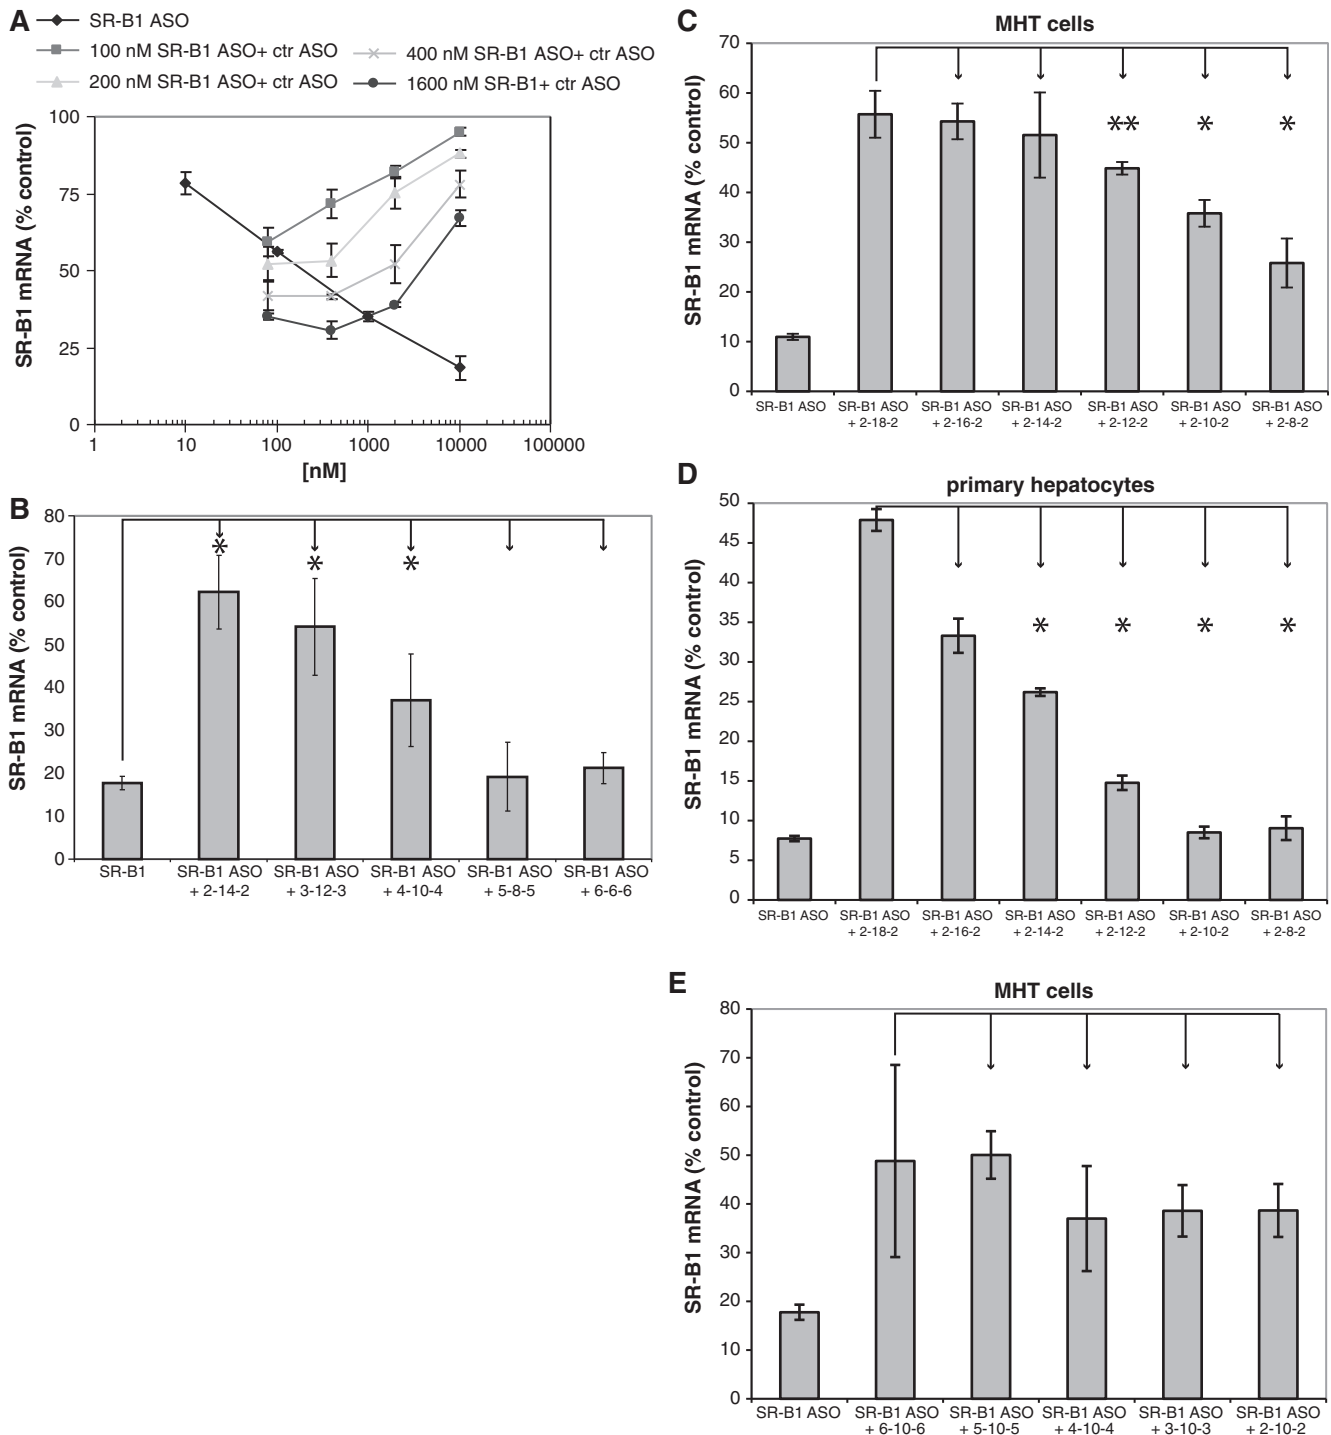 A
SR-B1 ASO
100 nM SR-B1 ASO+ ctr ASO
400 nM SR-B1 ASO+ ctr ASO
200 nM SR-B1 ASO+ ctr ASO
1600 nM SR-B1+ ctr ASO
SR-B1 mRNA (% control)
100
75
50
25
0
1 10 100 1000 10000 100000
[nM]
B
SR-B1 mRNA (% control)
80
70
60
50
40
30
20
10
0
* * *
SR-B1 SR-B1 ASO SR-B1 ASO SR-B1 ASO SR-B1 ASO SR-B1 ASO
+ 2-14-2 + 3-12-3 + 4-10-4 + 5-8-5 + 6-6-6
C
MHT cells
SR-B1 mRNA (% control)
70
60
50
40
30
20
10
0
** * *
SR-B1 ASO SR-B1 ASO SR-B1 ASO SR-B1 ASO SR-B1 ASO SR-B1 ASO SR-B1 ASO
+ 2-18-2 + 2-16-2 + 2-14-2 + 2-12-2 + 2-10-2 + 2-8-2
D
primary hepatocytes
SR-B1 mRNA (% control)
50
45
40
35
30
25
20
15
10
5
0
* * * *
SR-B1 ASO SR-B1 ASO SR-B1 ASO SR-B1 ASO SR-B1 ASO SR-B1 ASO SR-B1 ASO
+ 2-18-2 + 2-16-2 + 2-14-2 + 2-12-2 + 2-10-2 + 2-8-2
E
MHT cells
SR-B1 mRNA (% control)
80
70
60
50
40
30
20
10
0
SR-B1 ASO SR-B1 ASO SR-B1 ASO SR-B1 ASO SR-B1 ASO SR-B1 ASO
+ 6-10-6 + 5-10-5 + 4-10-4 + 3-10-3 + 2-10-2